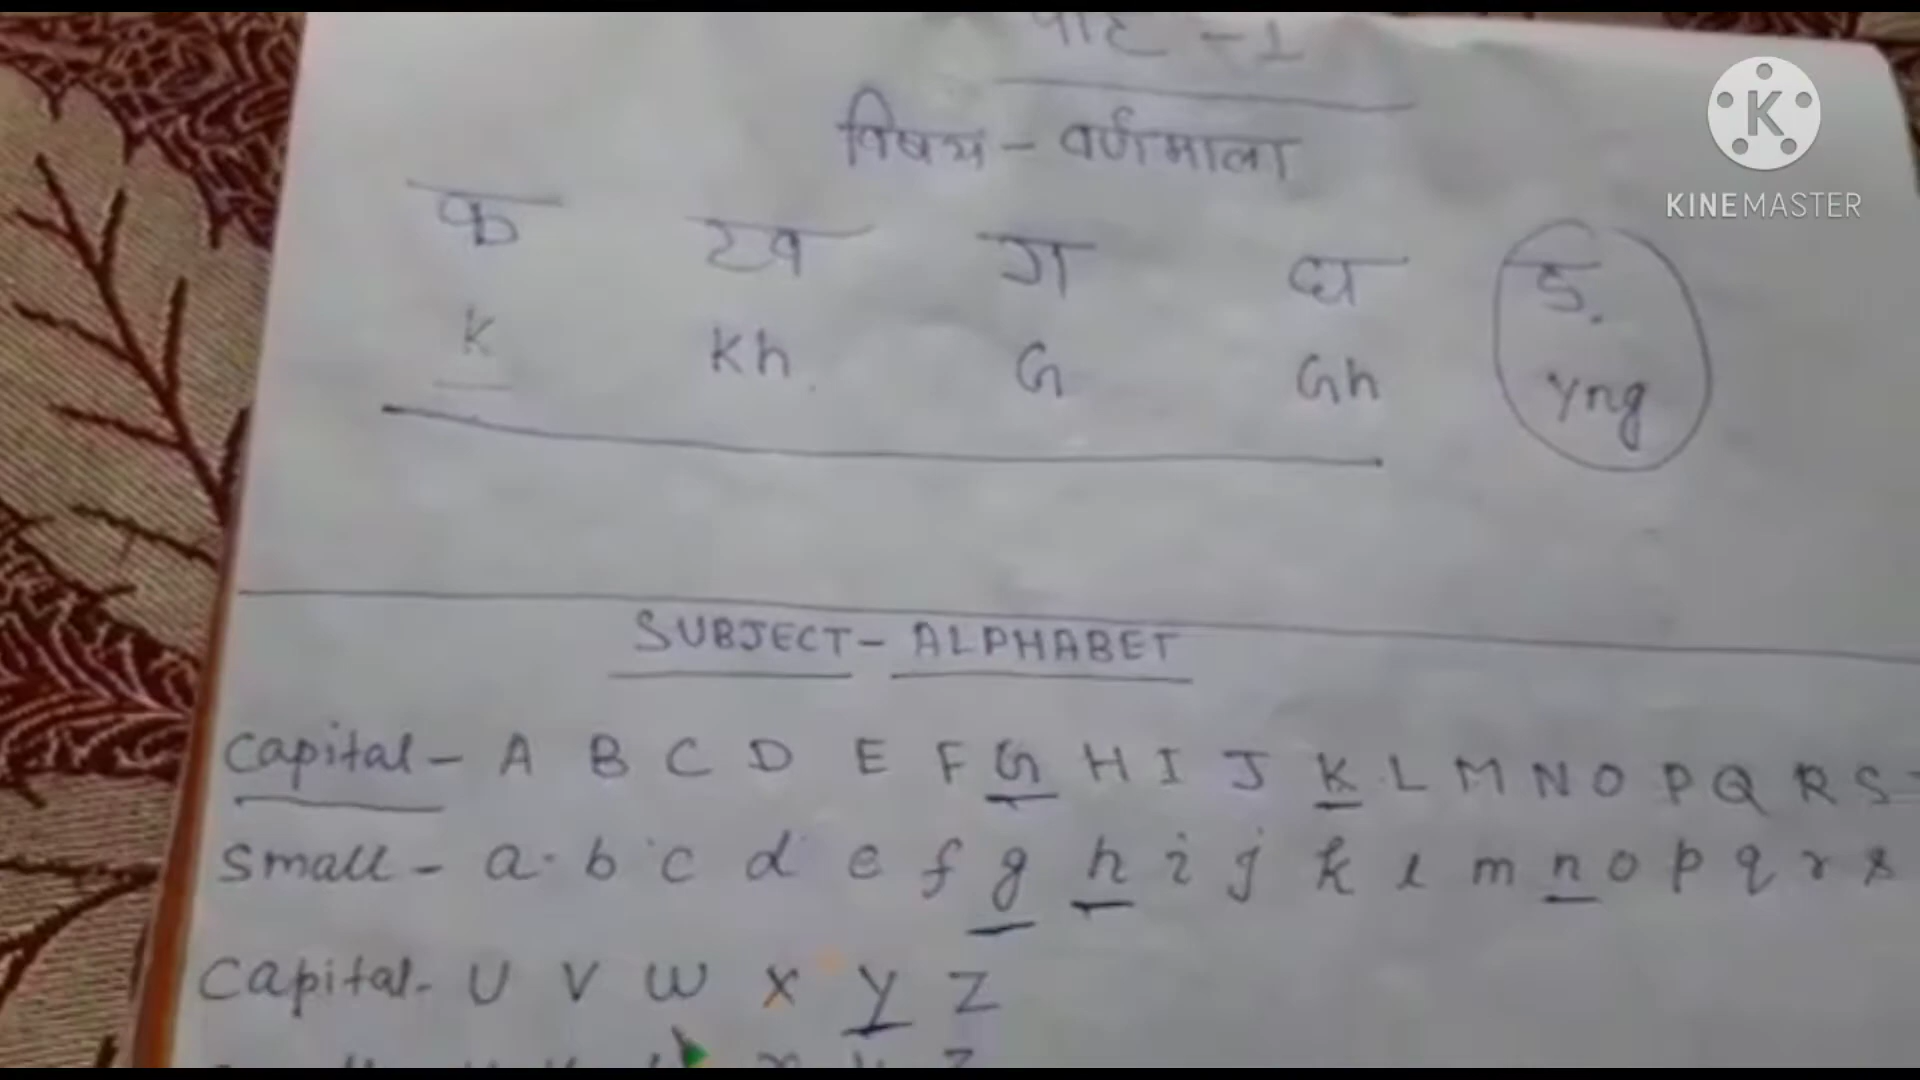 पाठ - 1
विषय - वर्णमाला
क ख ग घ ङ
K Kh G Gh Yng
SUBJECT - ALPHABET
Capital - A B C D E F G H I J K L M N O P Q R S
Small - a b c d e f g h i j k l m n o p q r s
Capital - U V W X Y Z
KINEMASTER